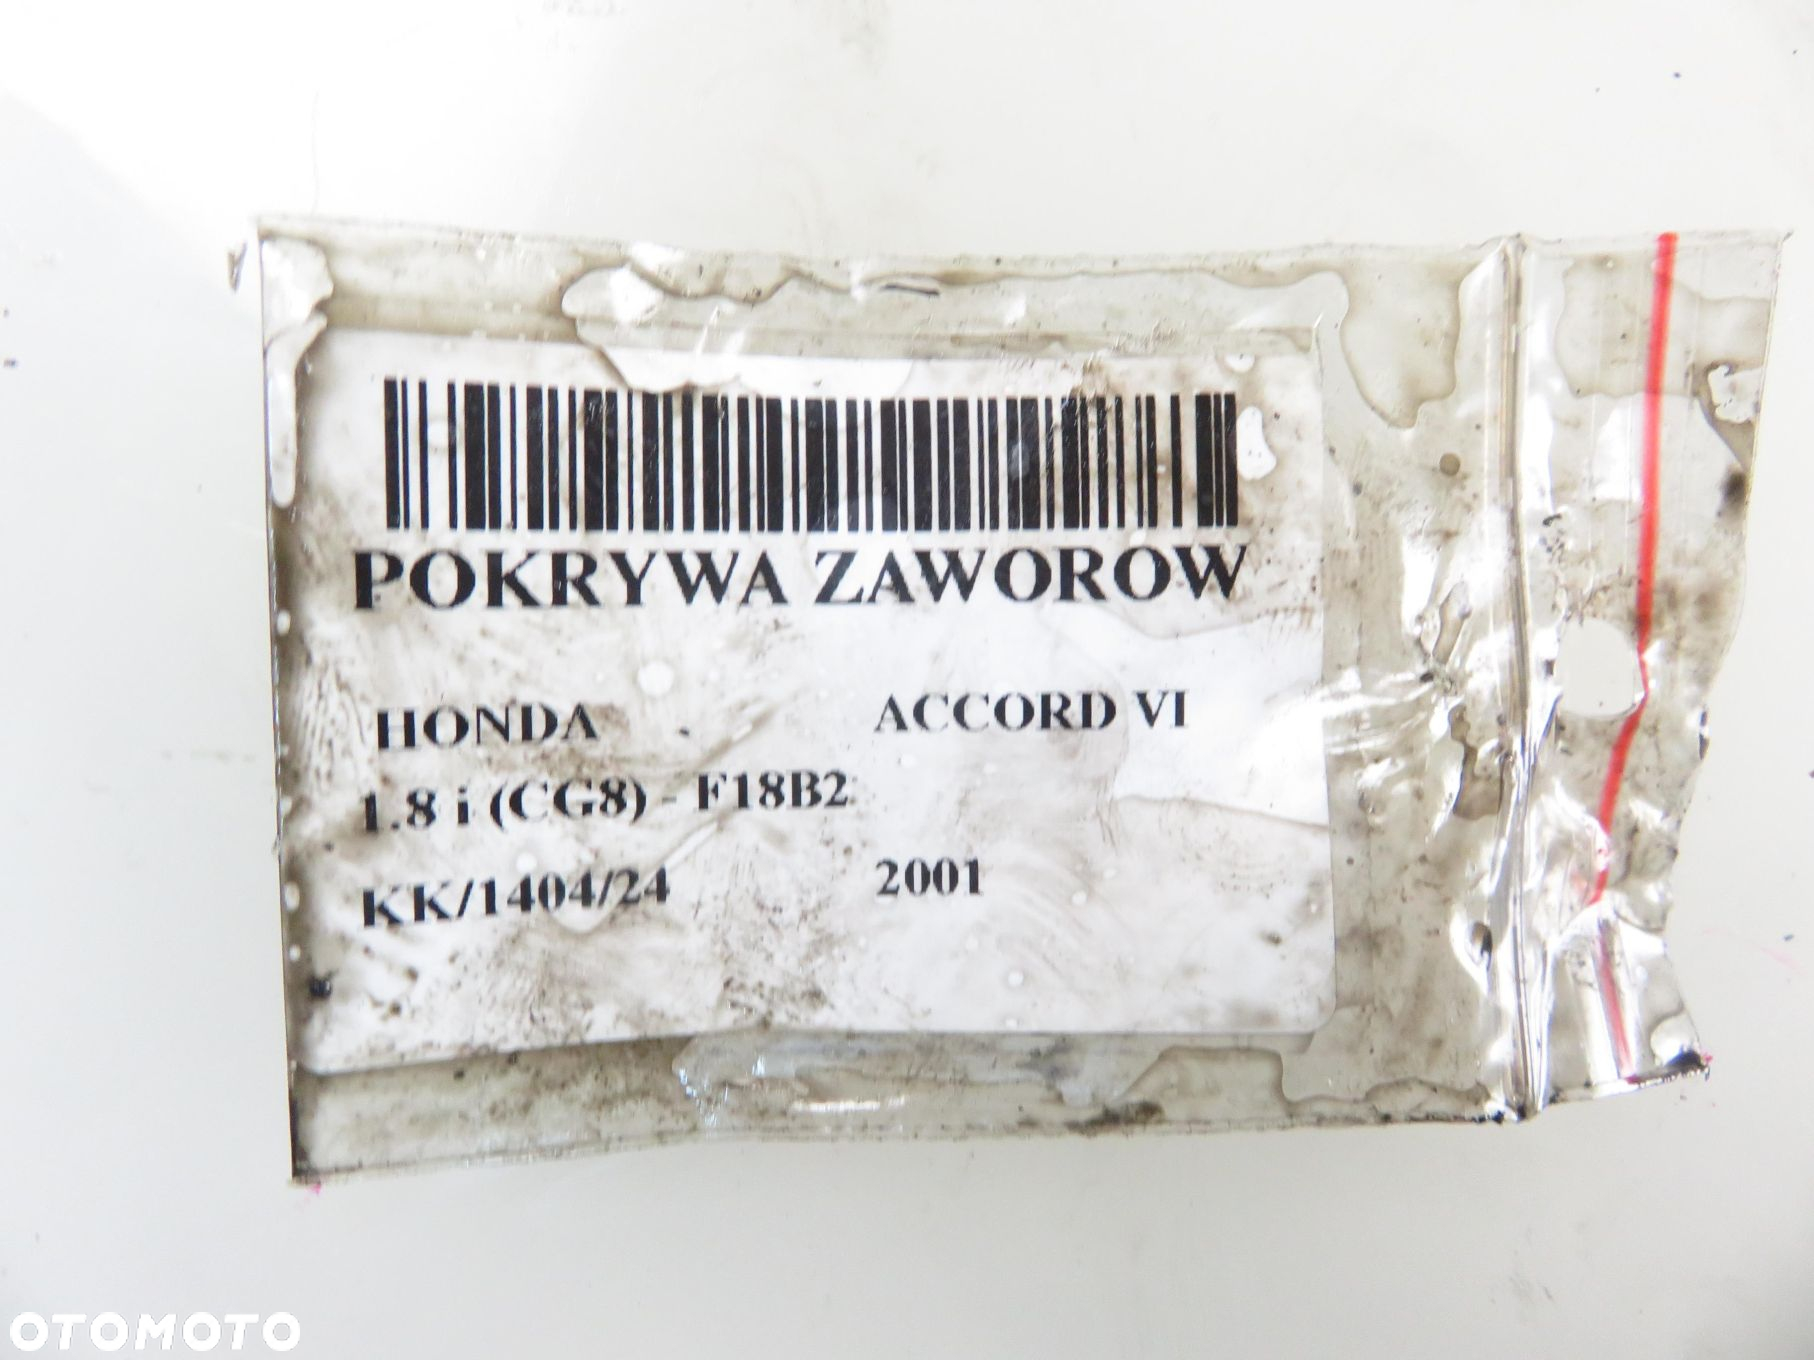 POKRYWA ZAWOROW
HONDA ACCORD VI
1.8 i (CG8) - F18B2
KK/1404/24 2001
OTOMOTO